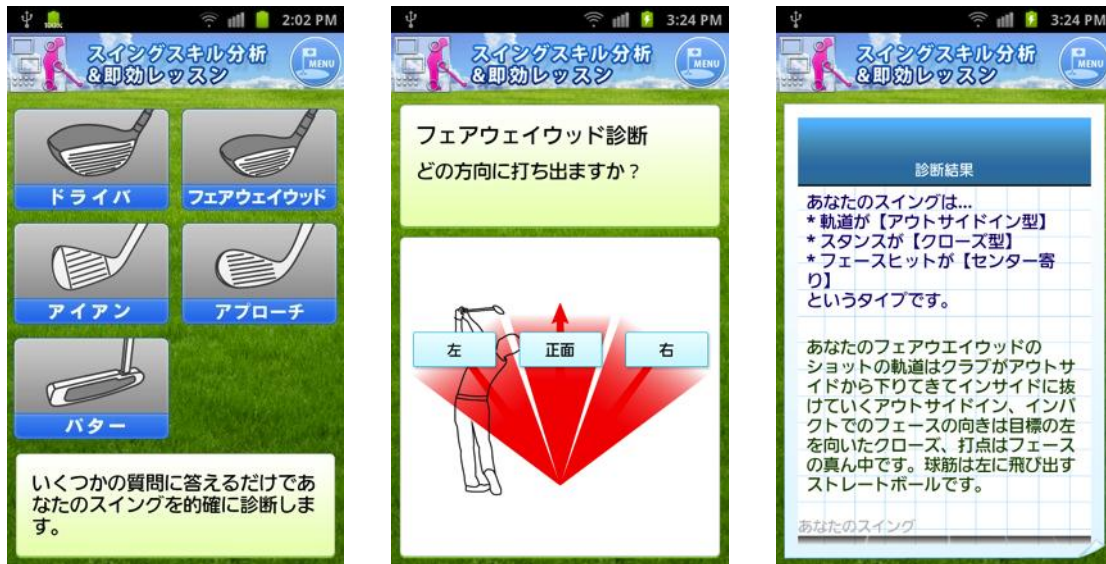 100%
2:02 PM
スイングスキル分析
&即効レッスン
MENU
ドライバ
フェアウェイウッド
アイアン
アプローチ
パター
いくつかの質問に答えるだけであ
なたのスイングを的確に診断しま
す。
3:24 PM
スイングスキル分析
&即効レッスン
MENU
フェアウェイウッド診断
どの方向に打ち出ますか?
左
正面
右
3:24 PM
スイングスキル分析
&即効レッスン
MENU
診断結果
あなたのスイングは...
*軌道が【アウトサイドイン型】
*スタンスが【クローズ型】
*フェースヒットが【センター寄
り】
というタイプです。
あなたのフェアウエイウッドの
ショットの軌道はクラブがアウトサ
イドから下りてきてインサイドに抜
けていくアウトサイドイン、インパ
クトでのフェースの向きは目標の左
を向いたクローズ、打点はフェース
の真ん中です。球筋は左に飛び出す
ストレートボールです。
あなたのスイング